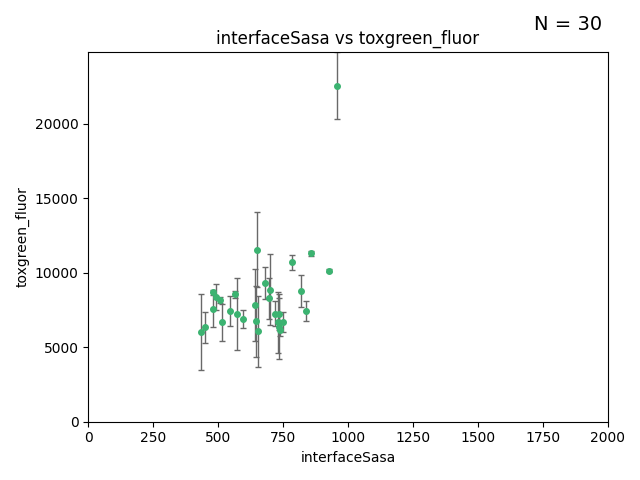 N = 30
interfaceSasa vs toxgreen_fluor
toxgreen_fluor
20000
15000
10000
5000
0
0 250 500 750 1000 1250 1500 1750 2000
interfaceSasa